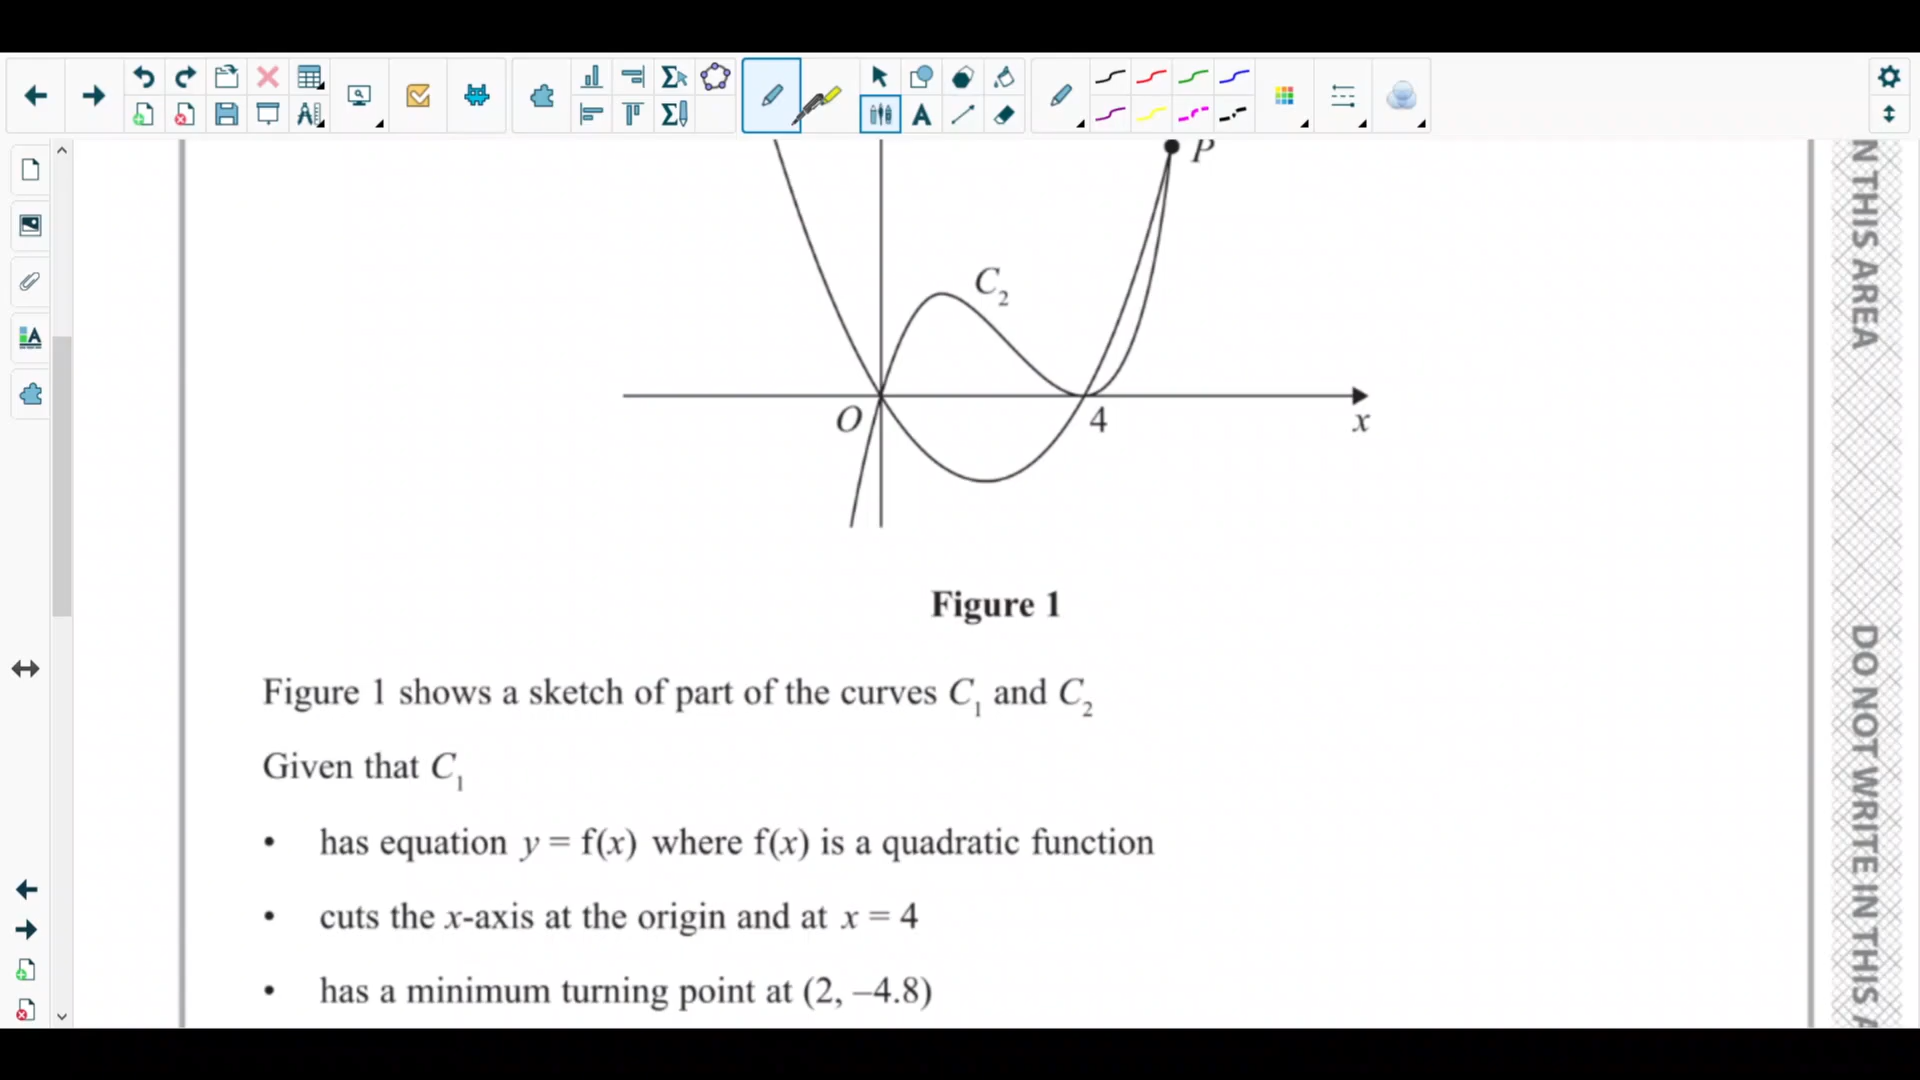 P
C2
O
4
x
Figure 1
Figure 1 shows a sketch of part of the curves C1 and C2
Given that C1
• has equation y = f(x) where f(x) is a quadratic function
• cuts the x-axis at the origin and at x = 4
• has a minimum turning point at (2, –4.8)
N THIS AREA
DO NOT WRITE IN THIS A